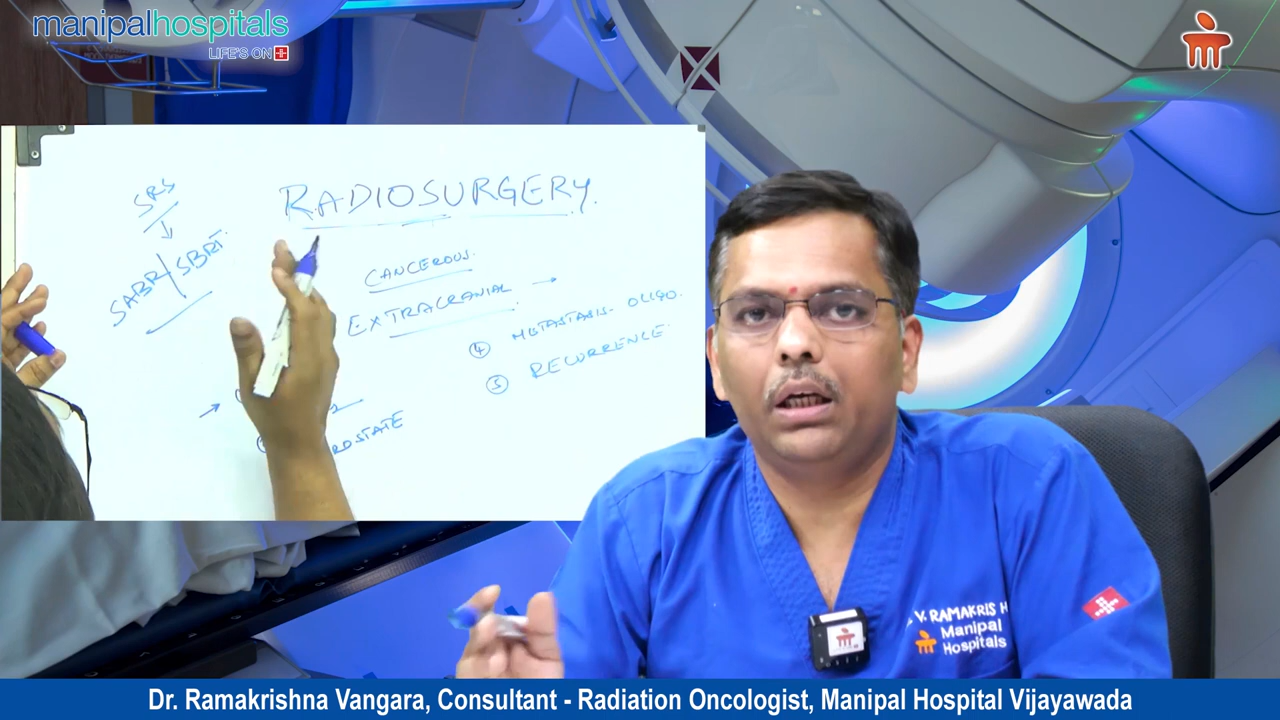 manipalhospitals
LIFE'S ON
SRS
SABR/SBRT
RADIOSURGERY.
CANCEROUS.
EXTRACRANIAL →
④ METASTASIS- OLIGO.
⑤ RECURRENCE
V. RAMAKRIS H
Manipal
Hospitals
Dr. Ramakrishna Vangara, Consultant - Radiation Oncologist, Manipal Hospital Vijayawada